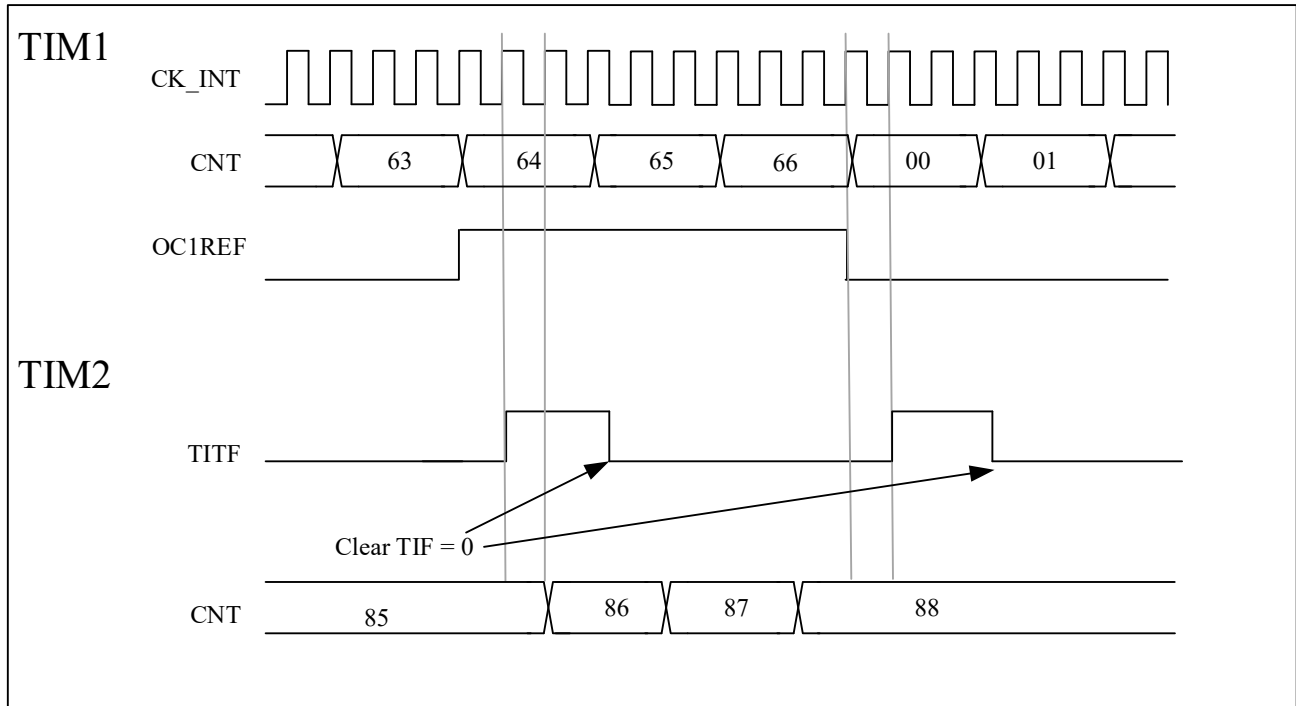 TIM1
CK_INT
CNT 63 64 65 66 00 01
OC1REF
TIM2
TITF
Clear TIF = 0
CNT 85 86 87 88